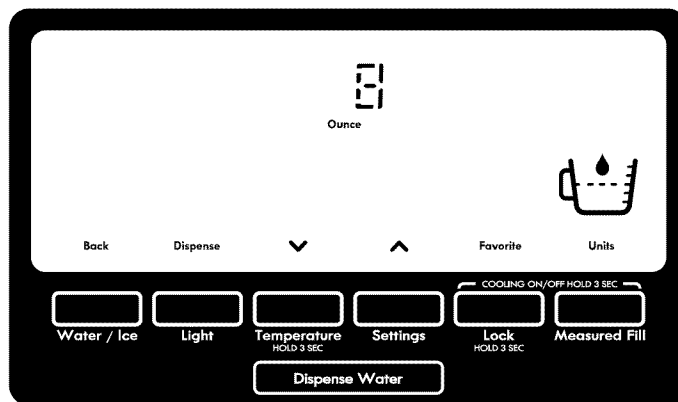 8
Ounce
Back Dispense Favorite Units
COOLING ON/OFF HOLD 3 SEC
Water / Ice Light Temperature Settings Lock Measured Fill
HOLD 3 SEC HOLD 3 SEC
Dispense Water